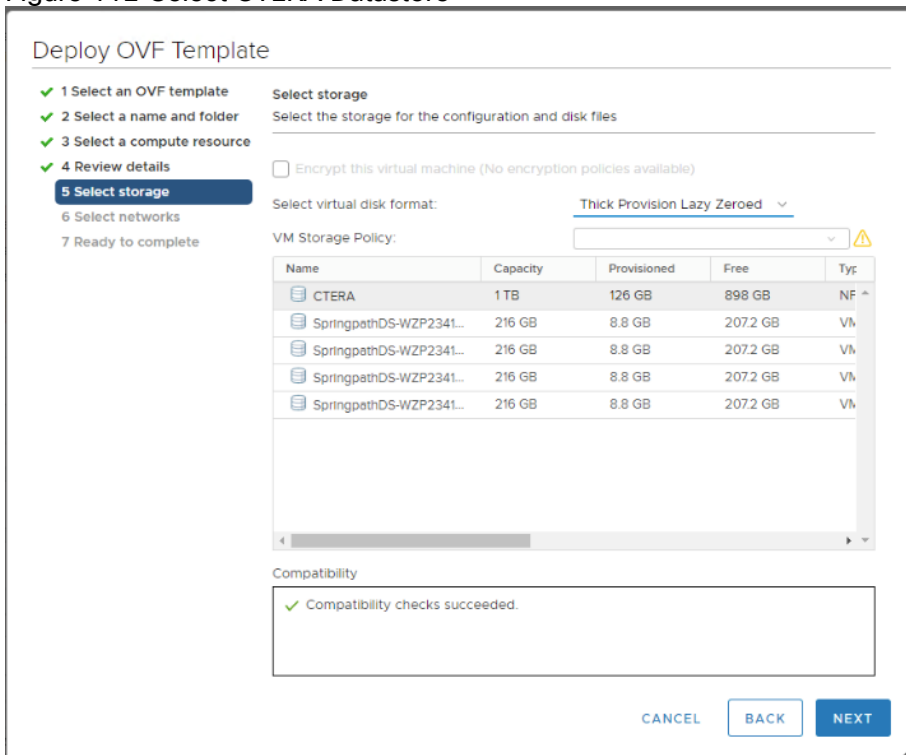 Deploy OVF Template
1 Select an OVF template
2 Select a name and folder
3 Select a compute resource
4 Review details
5 Select storage
6 Select networks
7 Ready to complete
Select storage
Select the storage for the configuration and disk files
Encrypt this virtual machine (No encryption policies available)
Select virtual disk format: Thick Provision Lazy Zeroed
VM Storage Policy:
Name Capacity Provisioned Free Typ
CTERA 1 TB 126 GB 898 GB NF
SpringpathDS-WZP2341... 216 GB 8.8 GB 207.2 GB VM
SpringpathDS-WZP2341... 216 GB 8.8 GB 207.2 GB VM
SpringpathDS-WZP2341... 216 GB 8.8 GB 207.2 GB VM
SpringpathDS-WZP2341... 216 GB 8.8 GB 207.2 GB VM
Compatibility
Compatibility checks succeeded.
CANCEL BACK NEXT